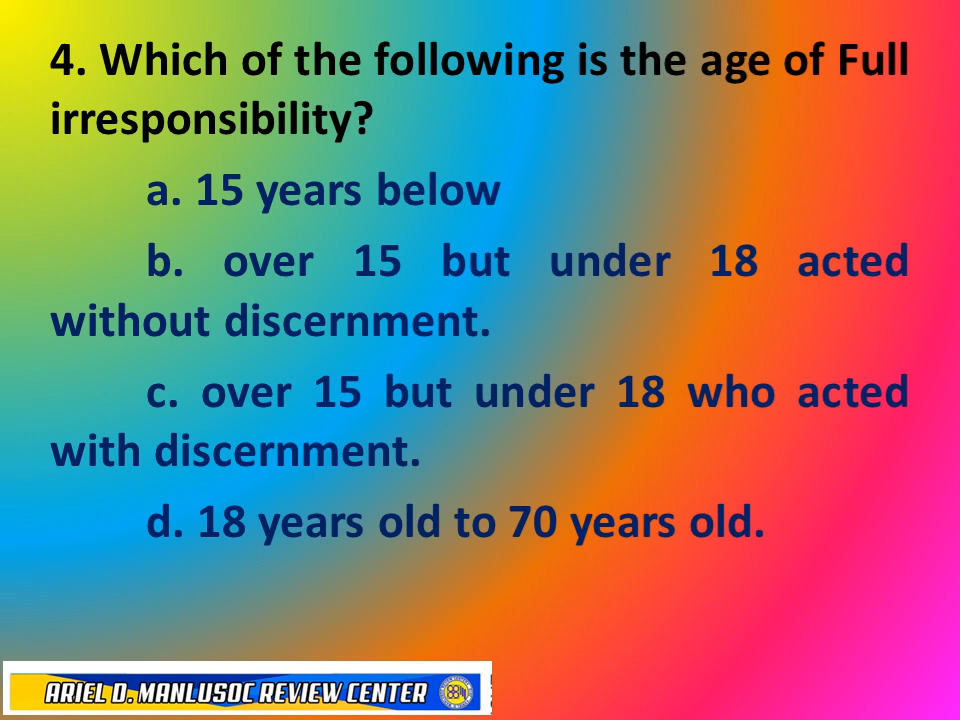 4. Which of the following is the age of Full
irresponsibility?
a. 15 years below
b. over 15 but under 18 acted
without discernment.
c. over 15 but under 18 who acted
with discernment.
d. 18 years old to 70 years old.
ARIEL D. MANLUSOC REVIEW CENTER